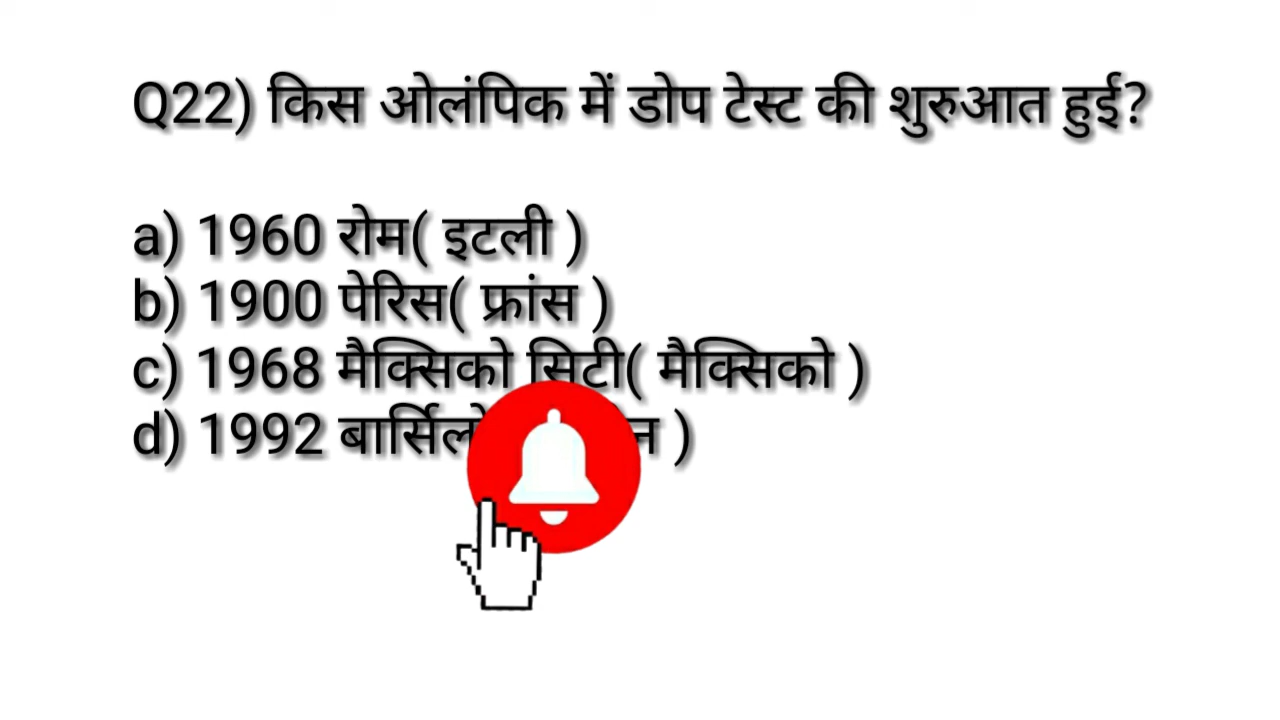 Q22) किस ओलंपिक में डोप टेस्ट की शुरुआत हुई?
a) 1960 रोम( इटली )
b) 1900 पेरिस( फ्रांस )
c) 1968 मैक्सिको सिटी( मैक्सिको )
d) 1992 )